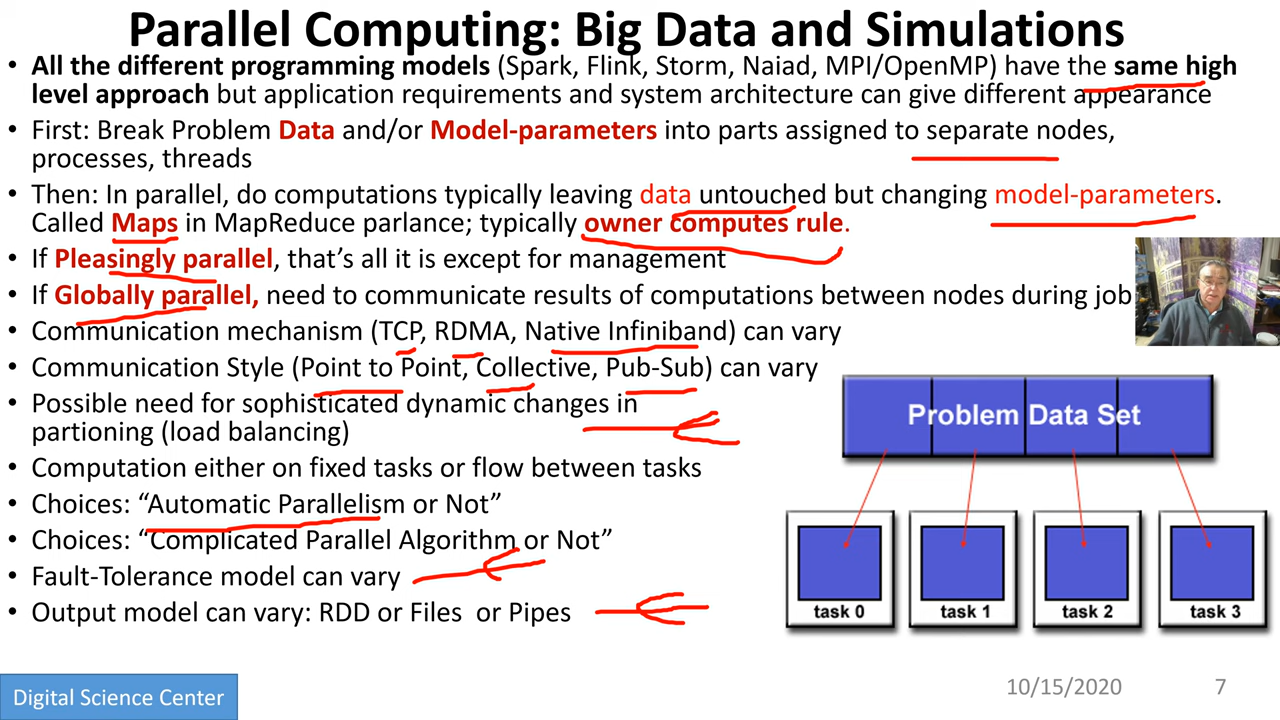 Parallel Computing: Big Data and Simulations
• All the different programming models (Spark, Flink, Storm, Naiad, MPI/OpenMP) have the same high
level approach but application requirements and system architecture can give different appearance
• First: Break Problem Data and/or Model-parameters into parts assigned to separate nodes,
processes, threads
• Then: In parallel, do computations typically leaving data untouched but changing model-parameters.
Called Maps in MapReduce parlance; typically owner computes rule.
• If Pleasingly parallel, that's all it is except for management
• If Globally parallel, need to communicate results of computations between nodes during job
• Communication mechanism (TCP, RDMA, Native Infiniband) can vary
• Communication Style (Point to Point, Collective, Pub-Sub) can vary
• Possible need for sophisticated dynamic changes in
partioning (load balancing)
• Computation either on fixed tasks or flow between tasks
• Choices: “Automatic Parallelism or Not”
• Choices: “Complicated Parallel Algorithm or Not”
• Fault-Tolerance model can vary
• Output model can vary: RDD or Files or Pipes
Problem Data Set
task 0 task 1 task 2 task 3
Digital Science Center
10/15/2020 7